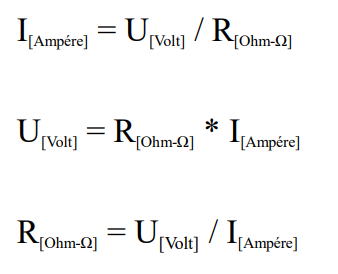 I[Ampére] = U[Volt] / R[Ohm-Ω]
U[Volt] = R[Ohm-Ω] * I[Ampére]
R[Ohm-Ω] = U[Volt] / I[Ampére]